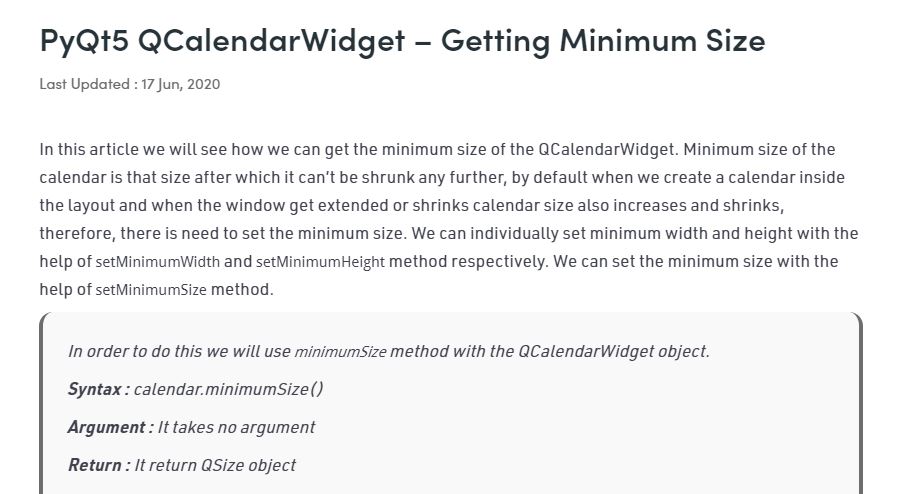 PyQt5 QCalendarWidget – Getting Minimum Size
Last Updated : 17 Jun, 2020
In this article we will see how we can get the minimum size of the QCalendarWidget. Minimum size of the
calendar is that size after which it can't be shrunk any further, by default when we create a calendar inside
the layout and when the window get extended or shrinks calendar size also increases and shrinks,
therefore, there is need to set the minimum size. We can individually set minimum width and height with the
help of setMinimumWidth and setMinimumHeight method respectively. We can set the minimum size with the
help of setMinimumSize method.
In order to do this we will use minimumSize method with the QCalendarWidget object.
Syntax : calendar.minimumSize()
Argument : It takes no argument
Return : It return QSize object